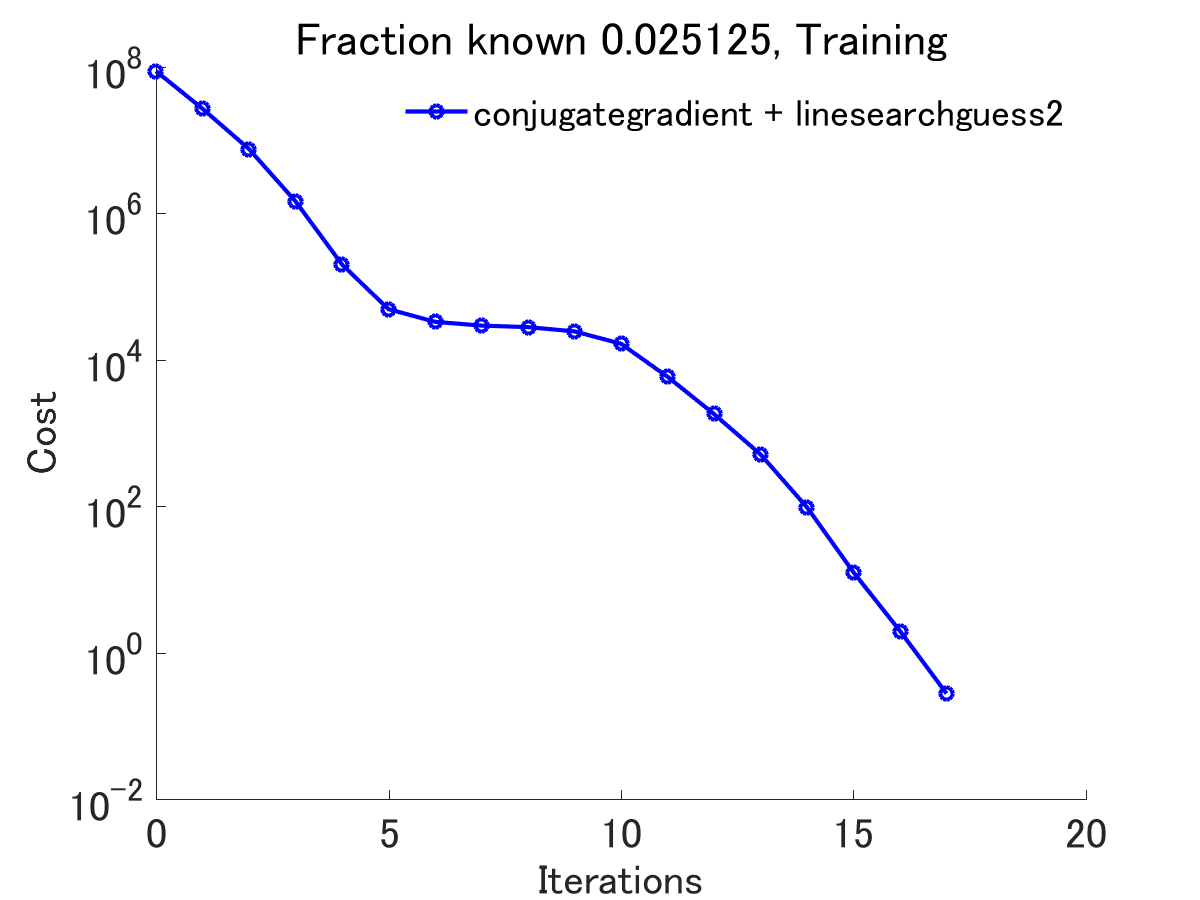 Fraction known 0.025125, Training
conjugategradient + linesearchguess2
10^8
10^6
10^4
10^2
10^0
10^-2
Cost
0 5 10 15 20
Iterations